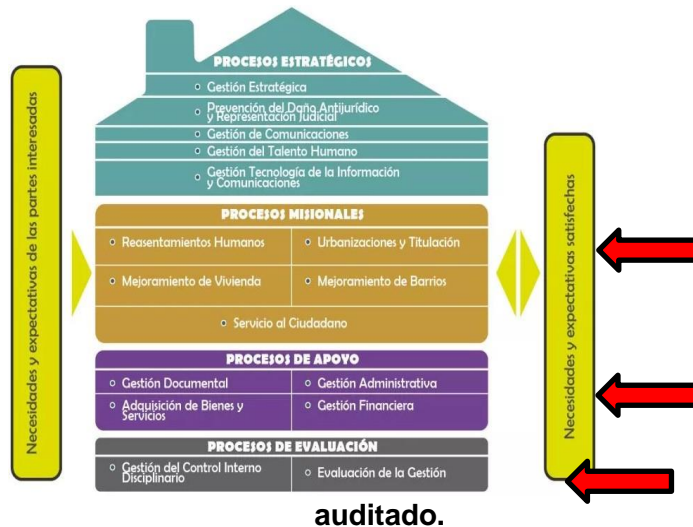 Necesidades y expectativas de las partes interesadas
PROCESOS ESTRATÉGICOS
Gestión Estratégica
Prevención del Daño Antijurídico
y Representación Judicial
Gestión de Comunicaciones
Gestión del Talento Humano
Gestión Tecnología de la Información
y Comunicaciones
PROCESOS MISIONALES
Reasentamientos Humanos
Urbanizaciones y Titulación
Mejoramiento de Vivienda
Mejoramiento de Barrios
Servicio al Ciudadano
PROCESOS DE APOYO
Gestión Documental
Gestión Administrativa
Adquisición de Bienes y
Servicios
Gestión Financiera
PROCESOS DE EVALUACIÓN
Gestión del Control Interno
Disciplinario
Evaluación de la Gestión
Necesidades y expectativas satisfechas
auditado.